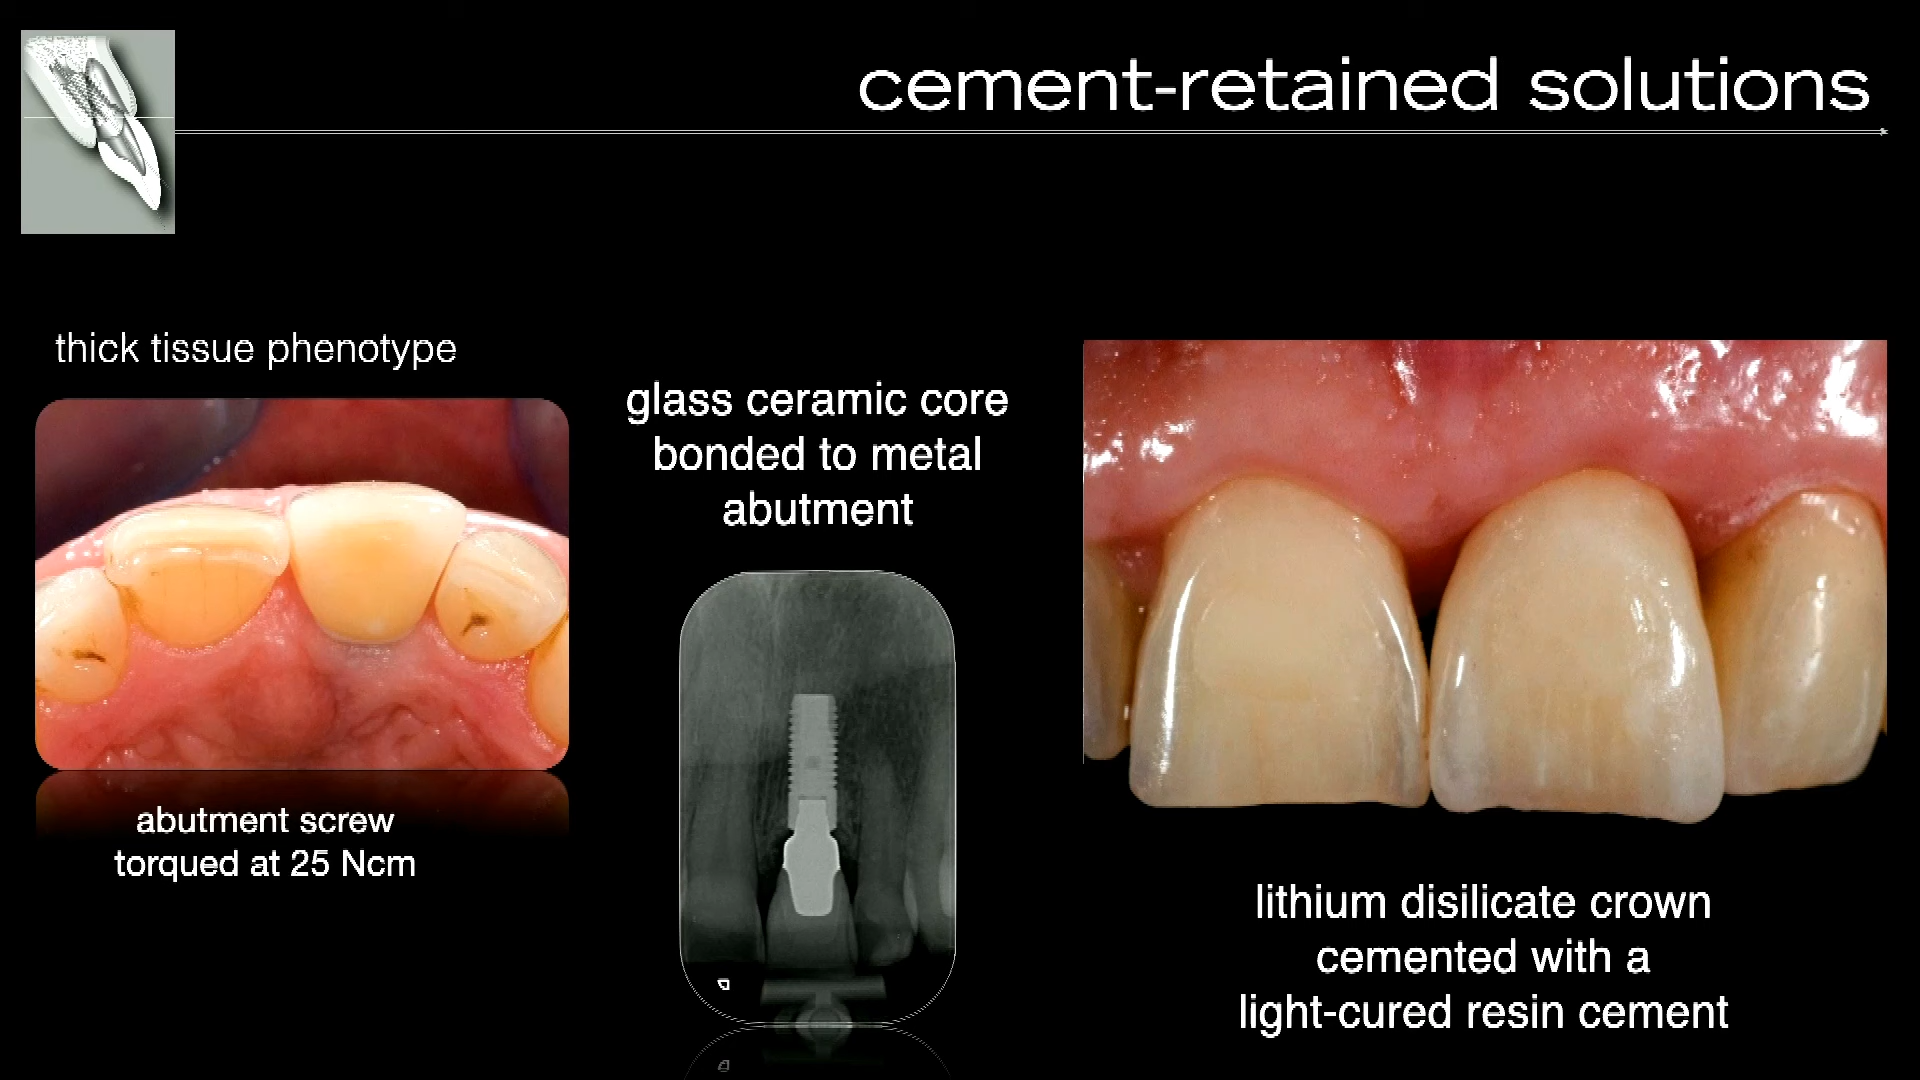 cement-retained solutions
thick tissue phenotype
abutment screw
torqued at 25 Ncm
glass ceramic core
bonded to metal
abutment
lithium disilicate crown
cemented with a
light-cured resin cement